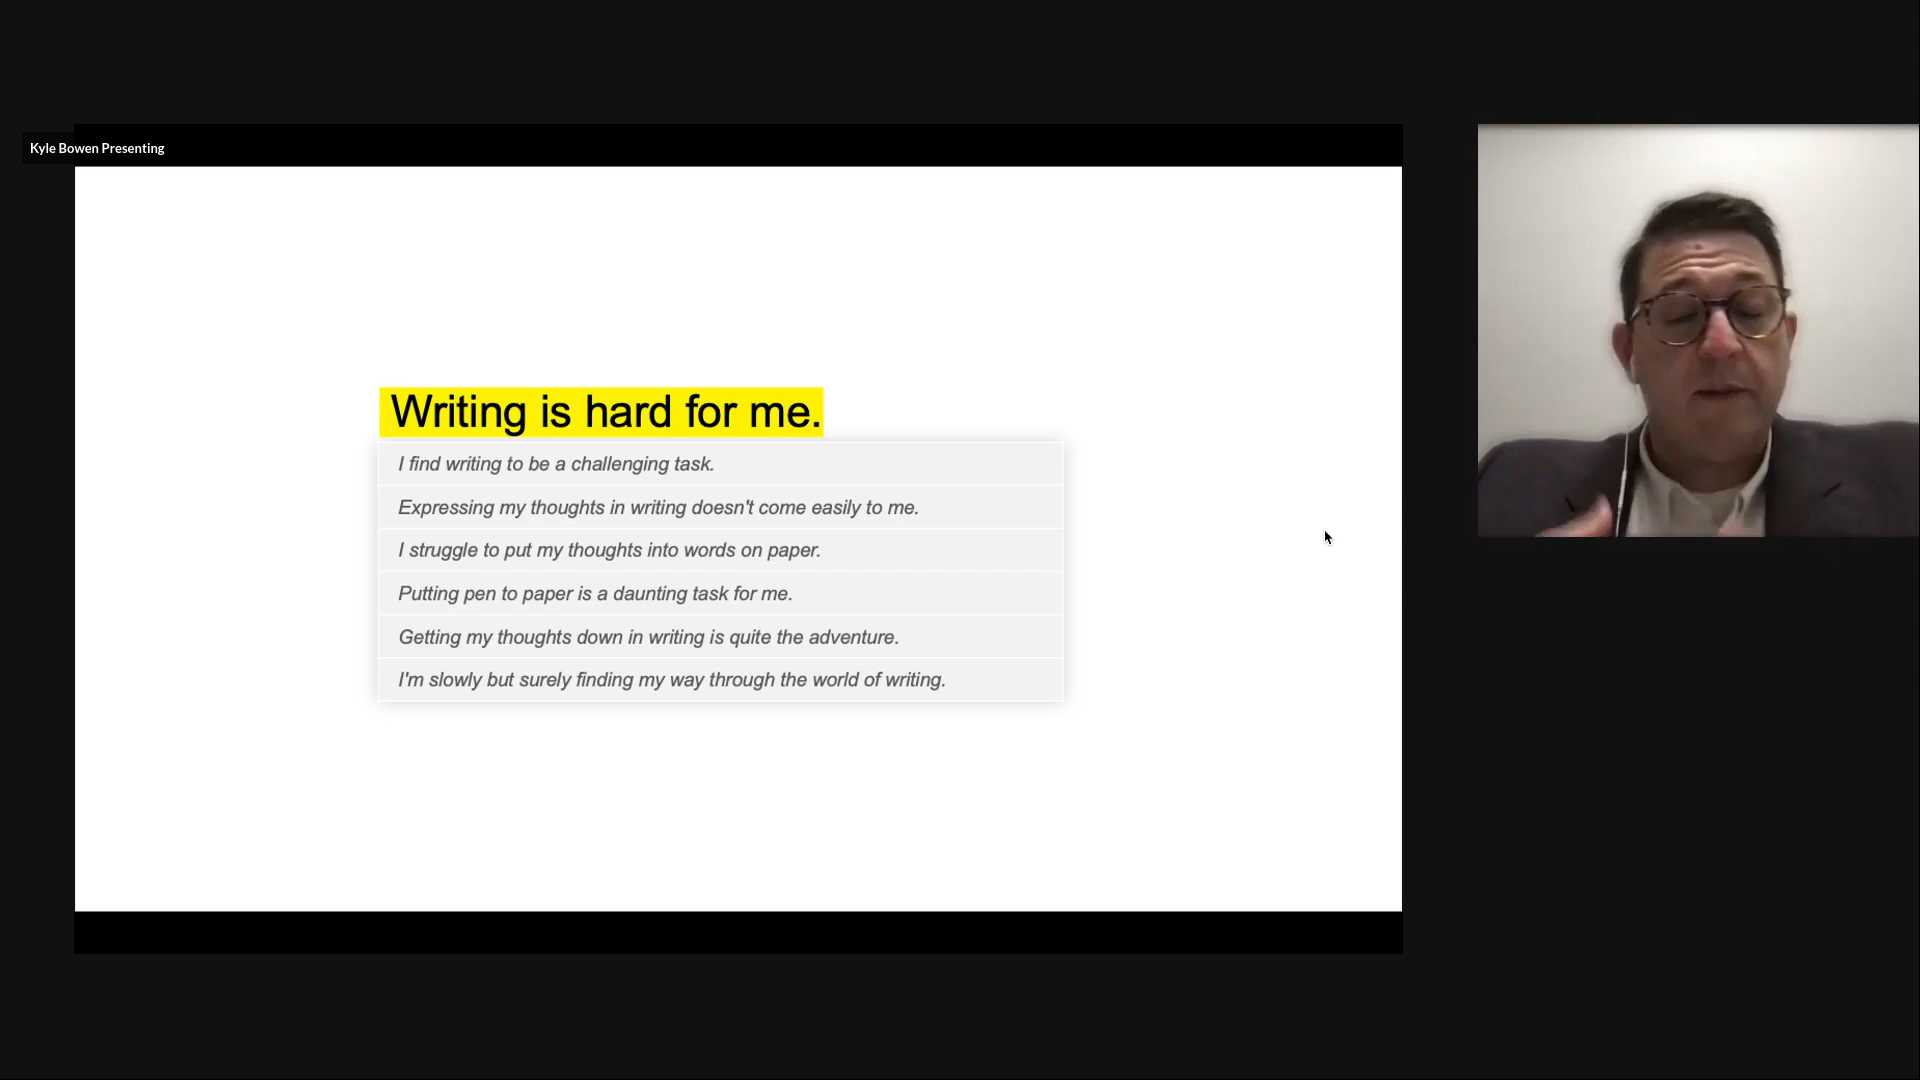 Kyle Bowen Presenting
Writing is hard for me.
I find writing to be a challenging task.
Expressing my thoughts in writing doesn't come easily to me.
I struggle to put my thoughts into words on paper.
Putting pen to paper is a daunting task for me.
Getting my thoughts down in writing is quite the adventure.
I'm slowly but surely finding my way through the world of writing.